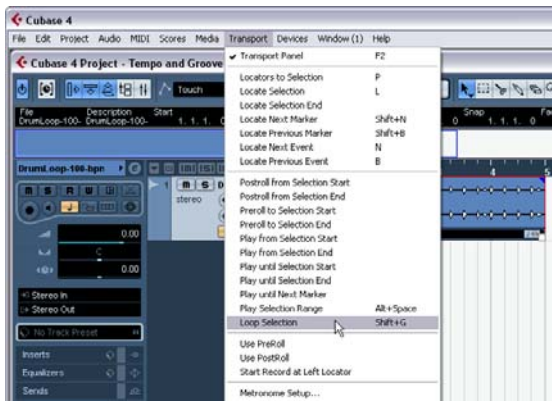 Cubase 4
File Edit Project Audio MIDI Scores Media Transport Devices Window (1) Help
Cubase 4 Project - Tempo and Groove
Transport Panel F2
Touch
Locators to Selection P
Locate Selection L
Locate Selection End
Locate Next Marker Shift+N
Locate Previous Marker Shift+B
Locate Next Event N
Locate Previous Event B
File Description Start Snap
DrumLoop-100- DrumLoop-100- 1. 1. 1. 0 1. 1. 1. 0
4 5
DrumLoop-100-bpn
1 M S D
stereo
Postroll from Selection Start
Postroll from Selection End
Preroll to Selection Start
Preroll to Selection End
Play from Selection Start
Play from Selection End
Play until Selection Start
Play until Selection End
Play until Next Marker
Play Selection Range Alt+Space
Loop Selection Shift+G
Use PreRoll
Use PostRoll
Start Record at Left Locator
Metronome Setup...
M S R W
0.00
C
0.00
Stereo In
Stereo Out
No Track Preset
Inserts
Equalizers
Sends